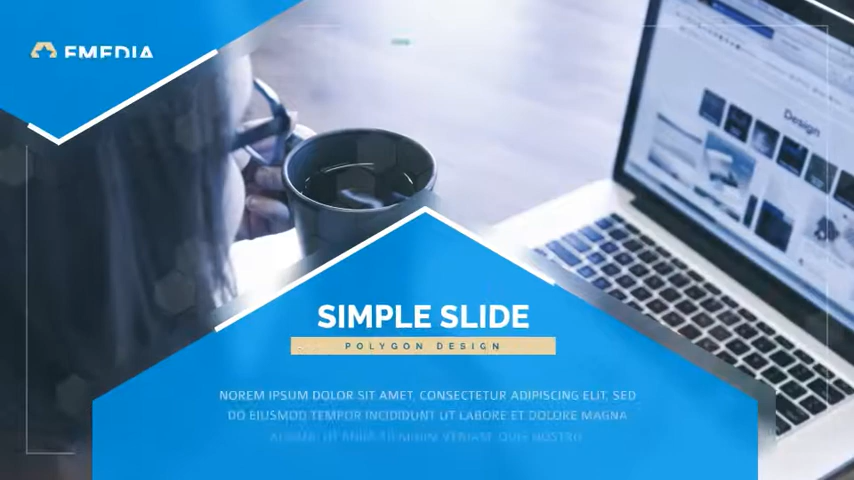 EMEDIA
Design
SIMPLE SLIDE
POLYGON DESIGN
NOREM IPSUM DOLOR SIT AMET, CONSECTETUR ADIPISCING ELIT, SED
DO EIUSMOD TEMPOR INCIDIDUNT UT LABORE ET DOLORE MAGNA